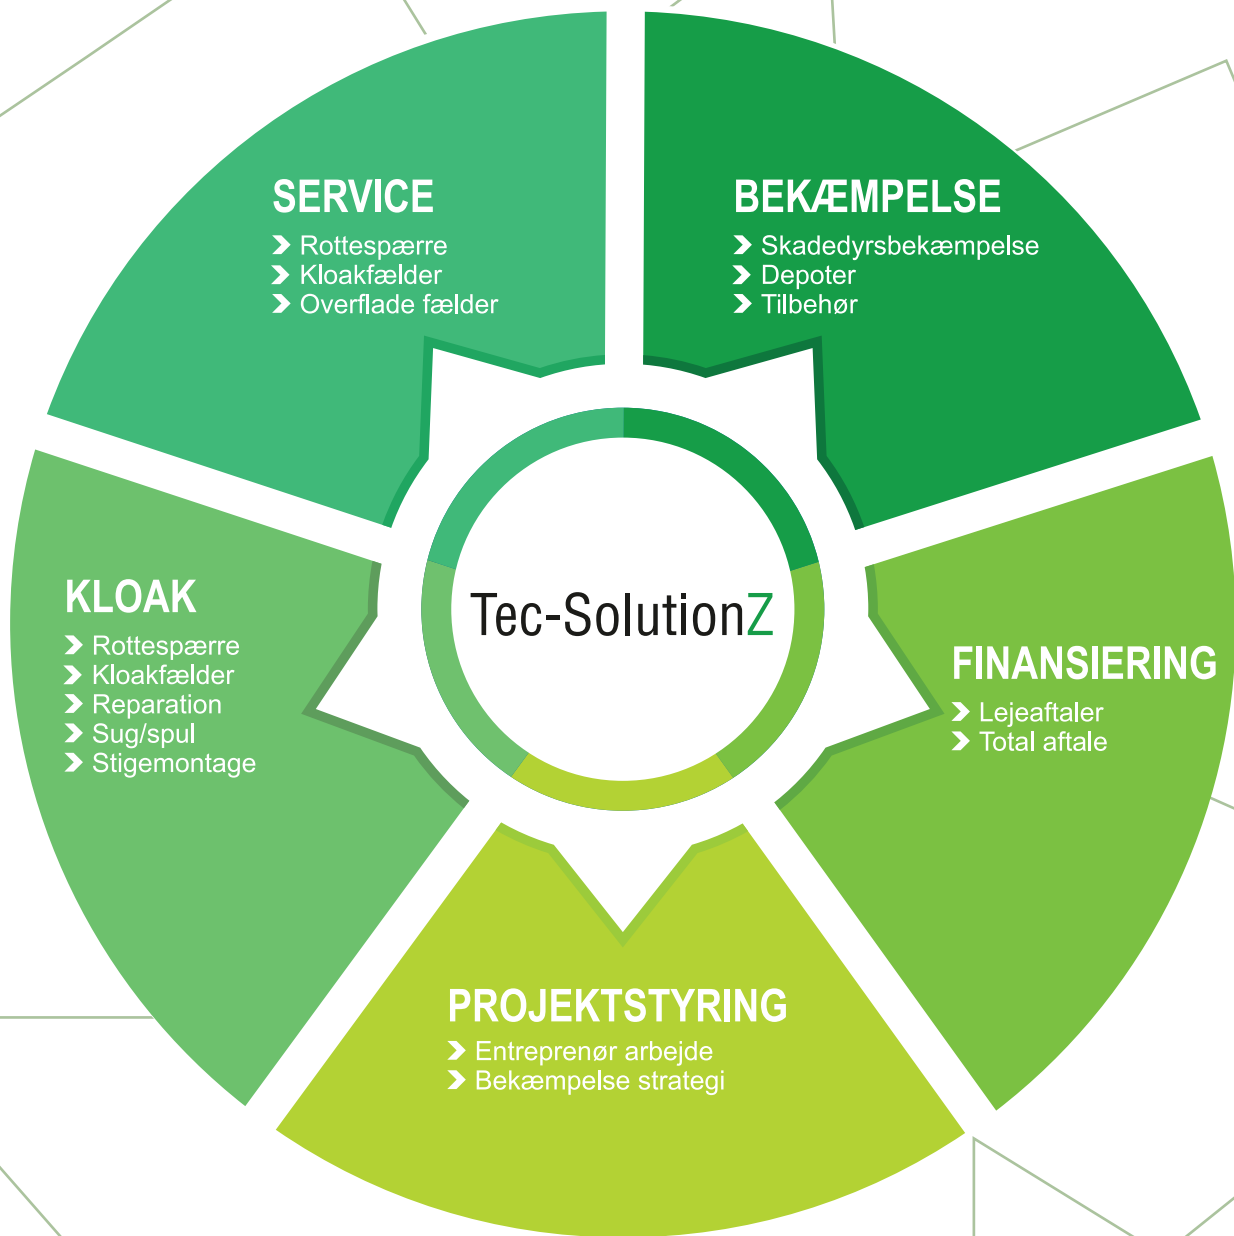 SERVICE
Rottespærre
Kloakfælder
Overflade fælder
BEKÆMPELSE
Skadedyrsbekæmpelse
Depoter
Tilbehør
KLOAK
Rottespærre
Kloakfælder
Reparation
Sug/spul
Stigemontage
Tec-SolutionZ
FINANSIERING
Lejeaftaler
Total aftale
PROJEKTSTYRING
Entreprenør arbejde
Bekæmpelse strategi